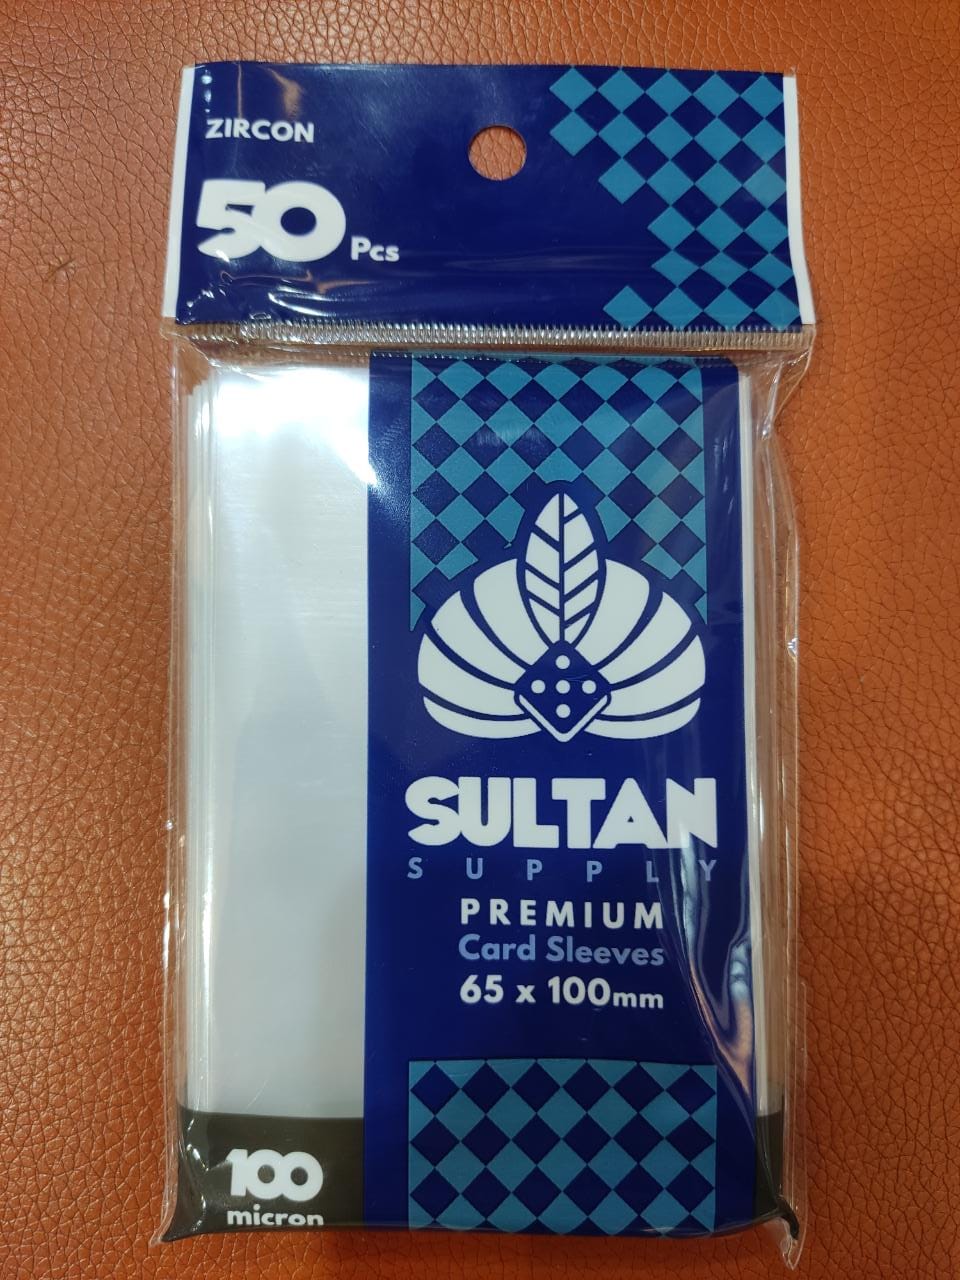 ZIRCON
50 Pcs
SULTAN
SUPPLY
PREMIUM
Card Sleeves
65 x 100mm
100
micron